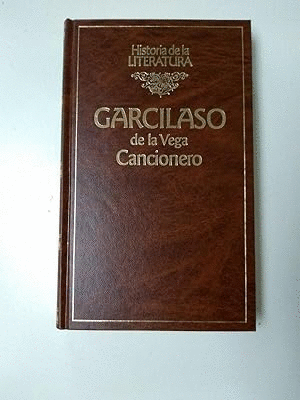 Historia de la
LITERATURA
GARCILASO
de la Vega
Cancionero